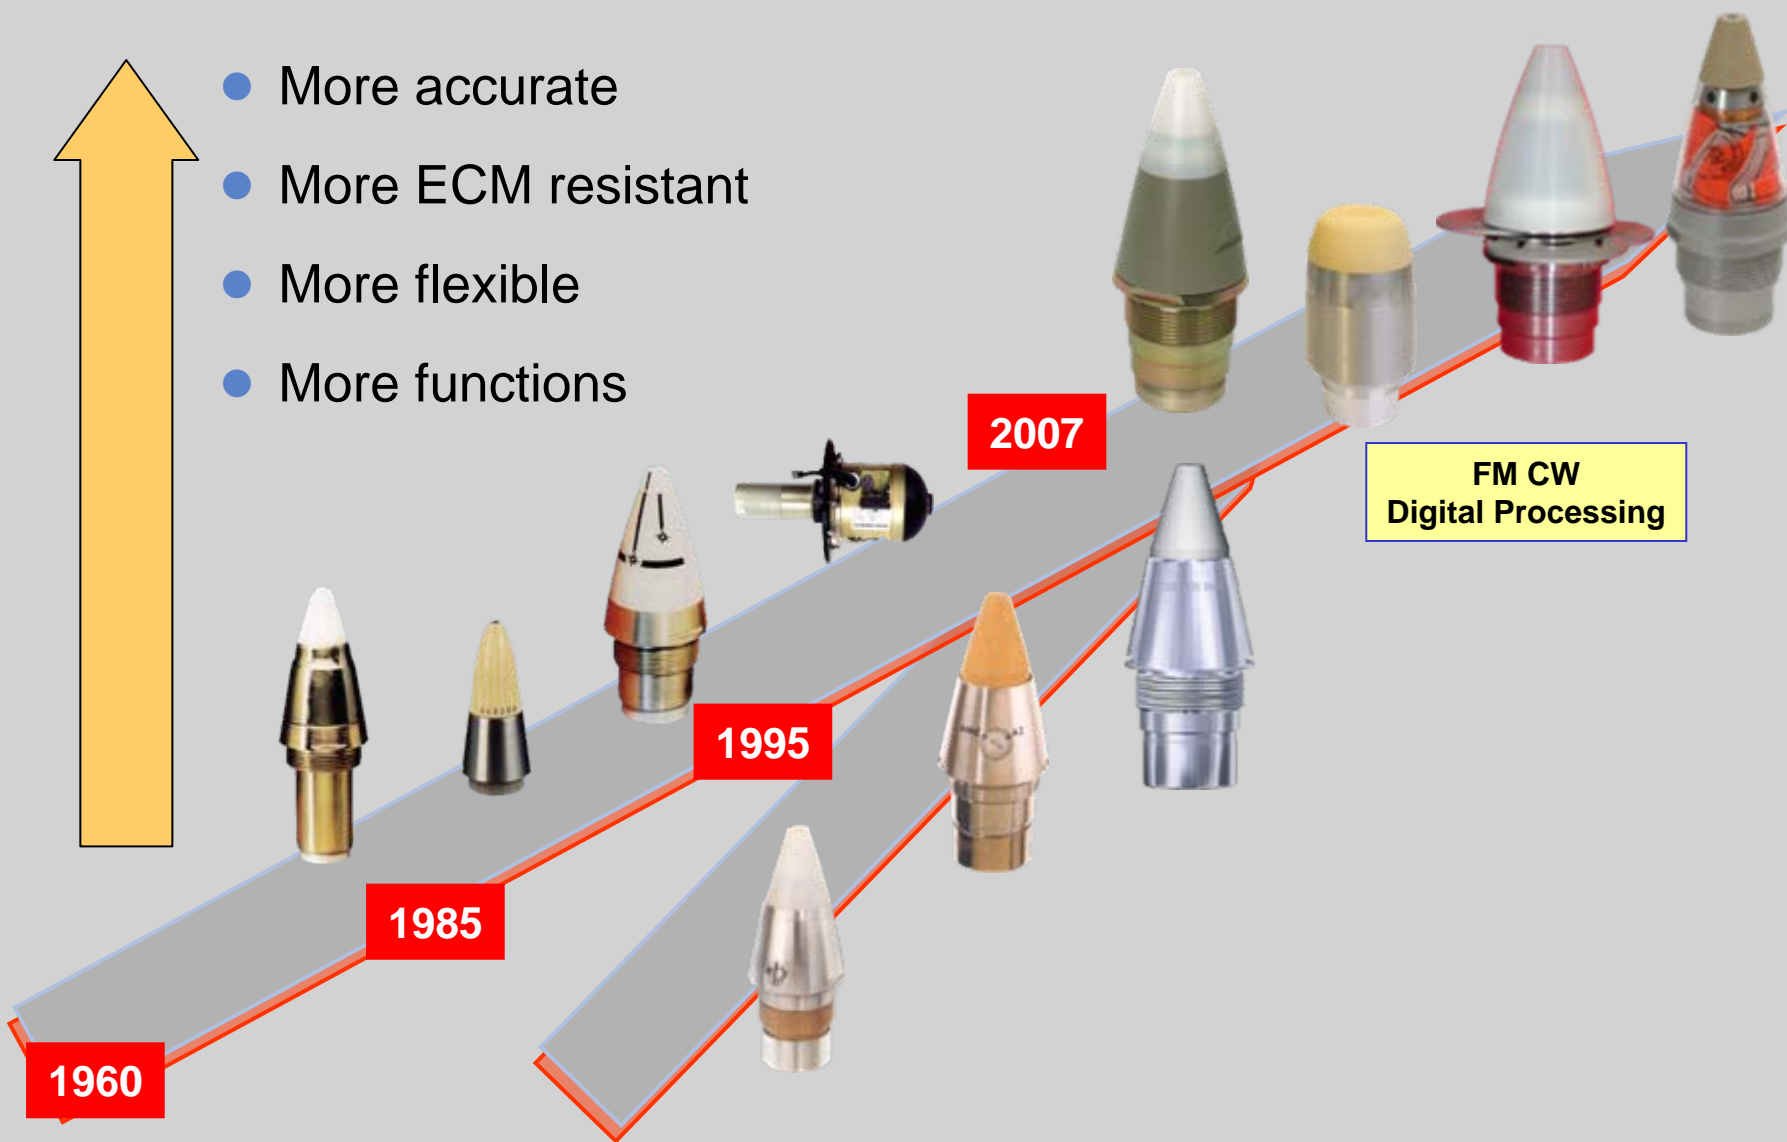 More accurate
More ECM resistant
More flexible
More functions
2007
FM CW
Digital Processing
1995
1985
1960